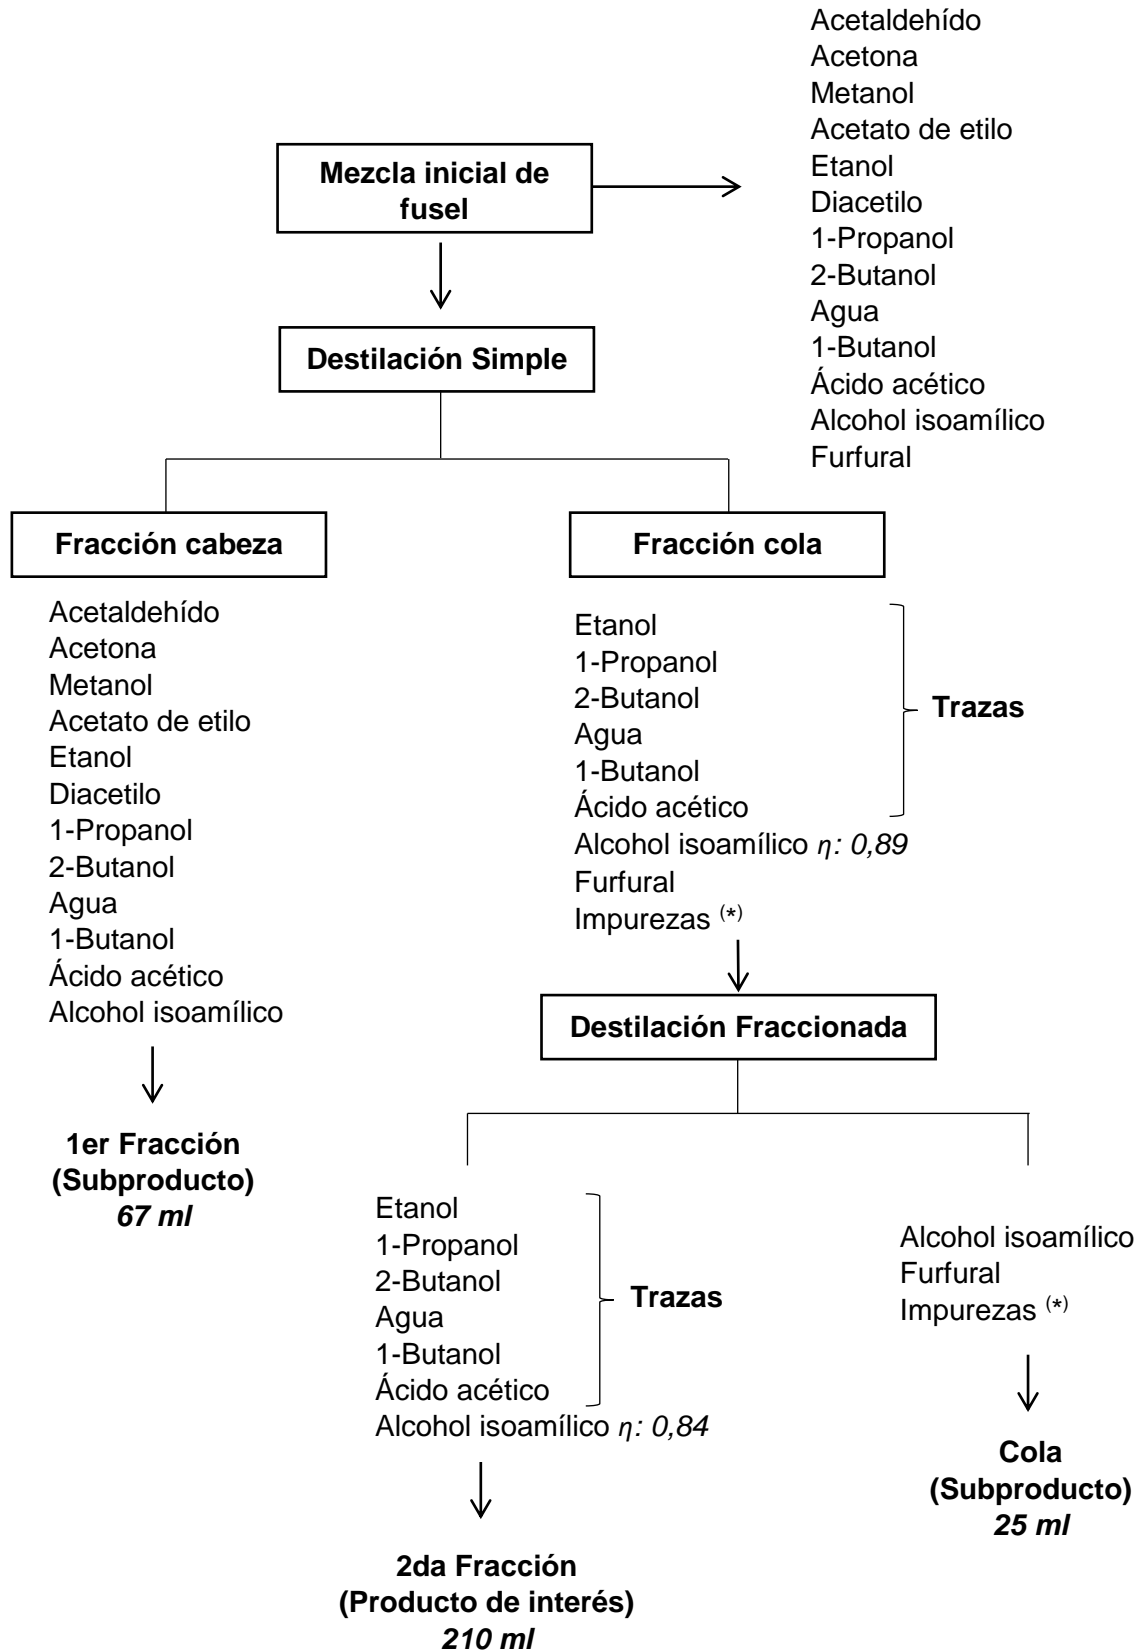 Acetaldehído
Acetona
Metanol
Acetato de etilo
Etanol
Diacetilo
1-Propanol
2-Butanol
Agua
1-Butanol
Ácido acético
Alcohol isoamílico
Furfural
Mezcla inicial de
fusel
Destilación Simple
Fracción cabeza
Acetaldehído
Acetona
Metanol
Acetato de etilo
Etanol
Diacetilo
1-Propanol
2-Butanol
Agua
1-Butanol
Ácido acético
Alcohol isoamílico
1er Fracción
(Subproducto)
67 ml
Fracción cola
Etanol
1-Propanol
2-Butanol
Agua
1-Butanol
Ácido acético
Trazas
Alcohol isoamílico η: 0,89
Furfural
Impurezas (*)
Destilación Fraccionada
Etanol
1-Propanol
2-Butanol
Agua
1-Butanol
Ácido acético
Trazas
Alcohol isoamílico η: 0,84
2da Fracción
(Producto de interés)
210 ml
Alcohol isoamílico
Furfural
Impurezas (*)
Cola
(Subproducto)
25 ml